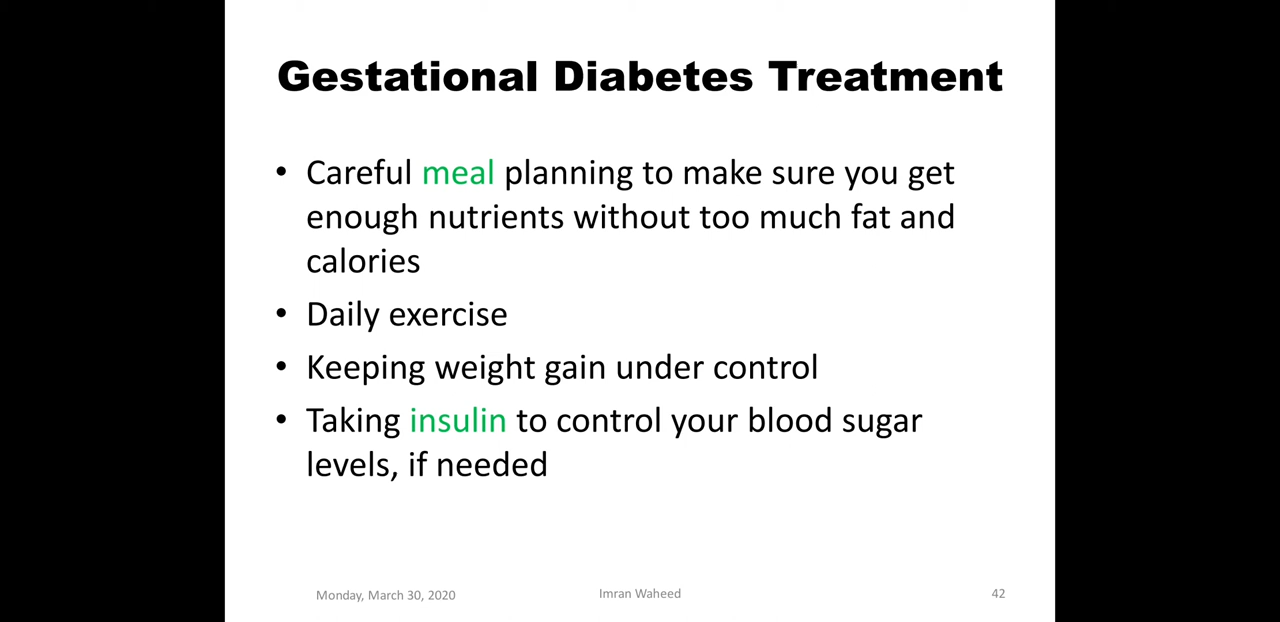 Gestational Diabetes Treatment
• Careful meal planning to make sure you get
enough nutrients without too much fat and
calories
• Daily exercise
• Keeping weight gain under control
• Taking insulin to control your blood sugar
levels, if needed
Monday, March 30, 2020
Imran Waheed
42